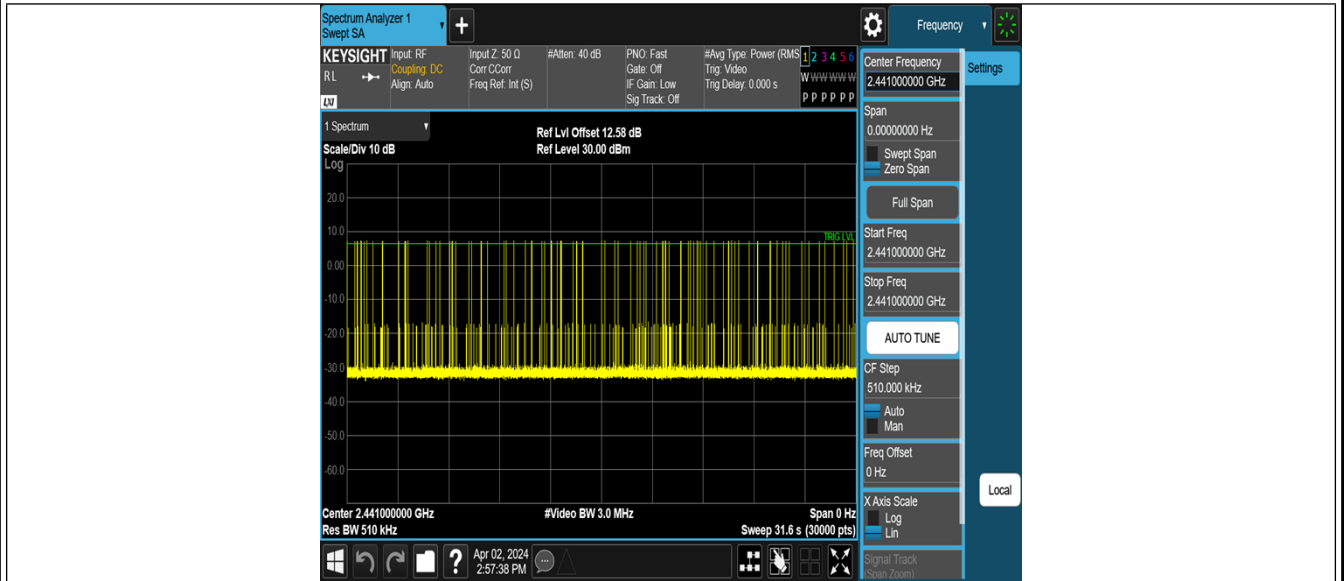 Spectrum Analyzer 1
Swept SA
+
Frequency
KEYSIGHT
RL
LXI
Input: RF
Coupling: DC
Align: Auto
Input Z: 50 Ω
Corr CCorr
Freq Ref: Int (S)
#Atten: 40 dB
PNO: Fast
Gate: Off
IF Gain: Low
Sig Track: Off
#Avg Type: Power (RMS
Trig: Video
Trig Delay: 0.000 s
1 2 3 4 5 6
W W W W W W
P P P P P P
1 Spectrum
Scale/Div 10 dB
Ref Lvl Offset 12.58 dB
Ref Level 30.00 dBm
Log
20.0
10.0
0.00
-10.0
-20.0
-30.0
-40.0
-50.0
-60.0
TRIG LVL
Center 2.441000000 GHz
Res BW 510 kHz
#Video BW 3.0 MHz
Span 0 Hz
Sweep 31.6 s (30000 pts)
?
Apr 02, 2024
2:57:38 PM
Center Frequency
2.441000000 GHz
Settings
Span
0.00000000 Hz
Swept Span
Zero Span
Full Span
Start Freq
2.441000000 GHz
Stop Freq
2.441000000 GHz
AUTO TUNE
CF Step
510.000 kHz
Auto
Man
Freq Offset
0 Hz
X Axis Scale
Log
Lin
Local
Signal Track
(Span Zoom)